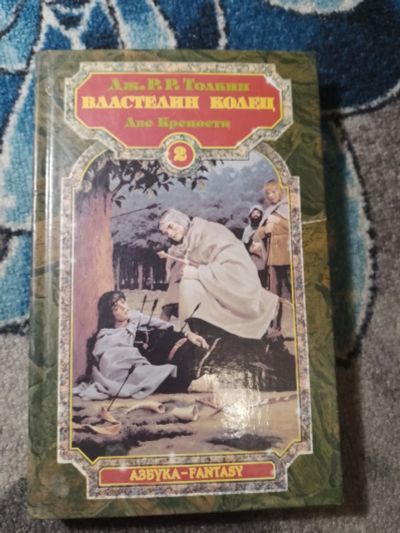 Дж. Р. Р. Толкин
ВЛАСТЕЛИН КОЛЕЦ
Две Крепости
2
АЗБУКА-FANTASY